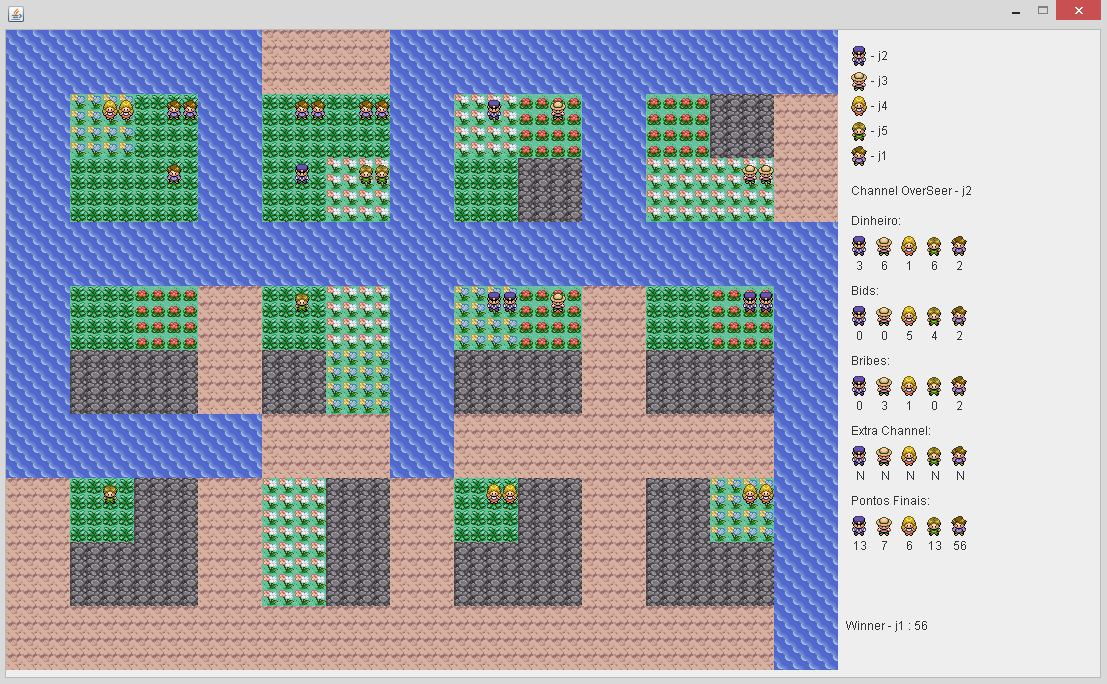 - j2
- j3
- j4
- j5
- j1
Channel OverSeer - j2
Dinheiro:
3 6 1 6 2
Bids:
0 0 5 4 2
Bribes:
0 3 1 0 2
Extra Channel:
N N N N N
Pontos Finais:
13 7 6 13 56
Winner - j1 : 56